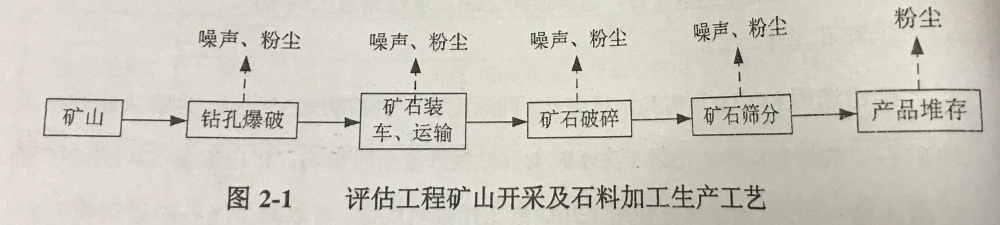 粉尘
噪声、粉尘
噪声、粉尘
噪声、粉尘
噪声、粉尘
矿山
钻孔爆破
矿石装
车、运输
矿石破碎
矿石筛分
产品堆存
图 2-1 评估工程矿山开采及石料加工生产工艺